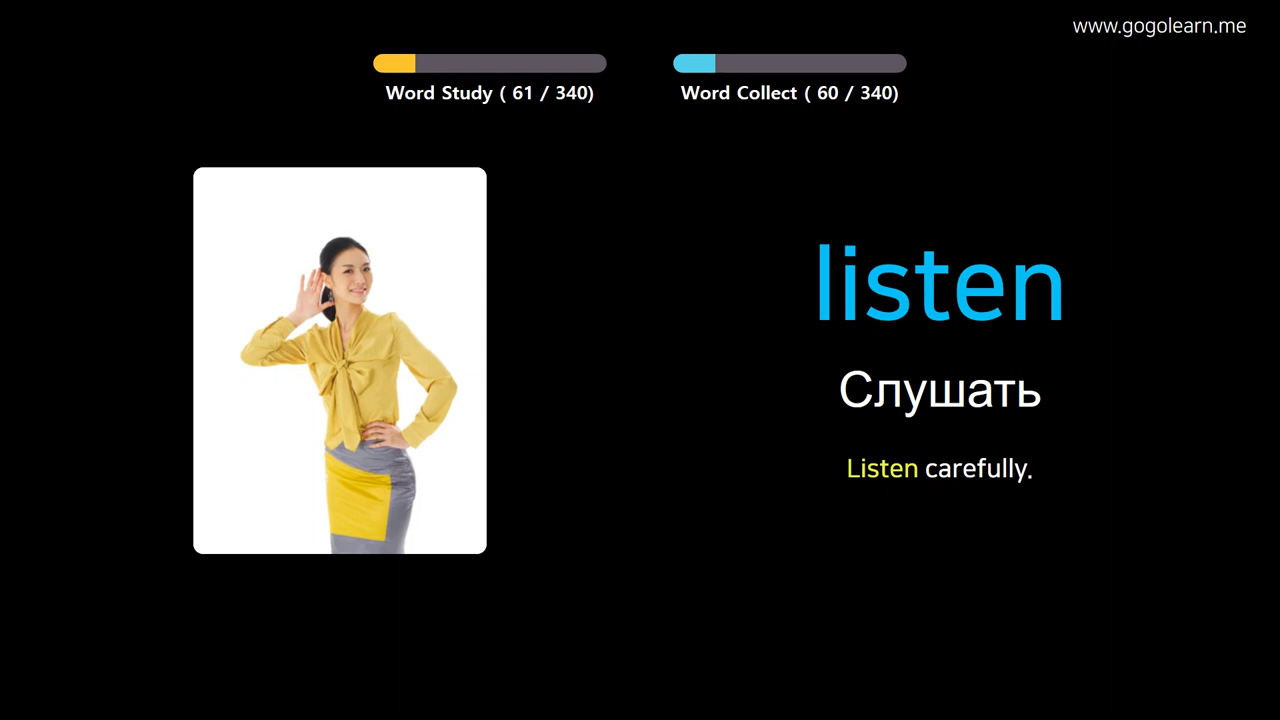 www.gogolearn.me
Word Study ( 61 / 340)
Word Collect ( 60 / 340)
listen
Слушать
Listen carefully.